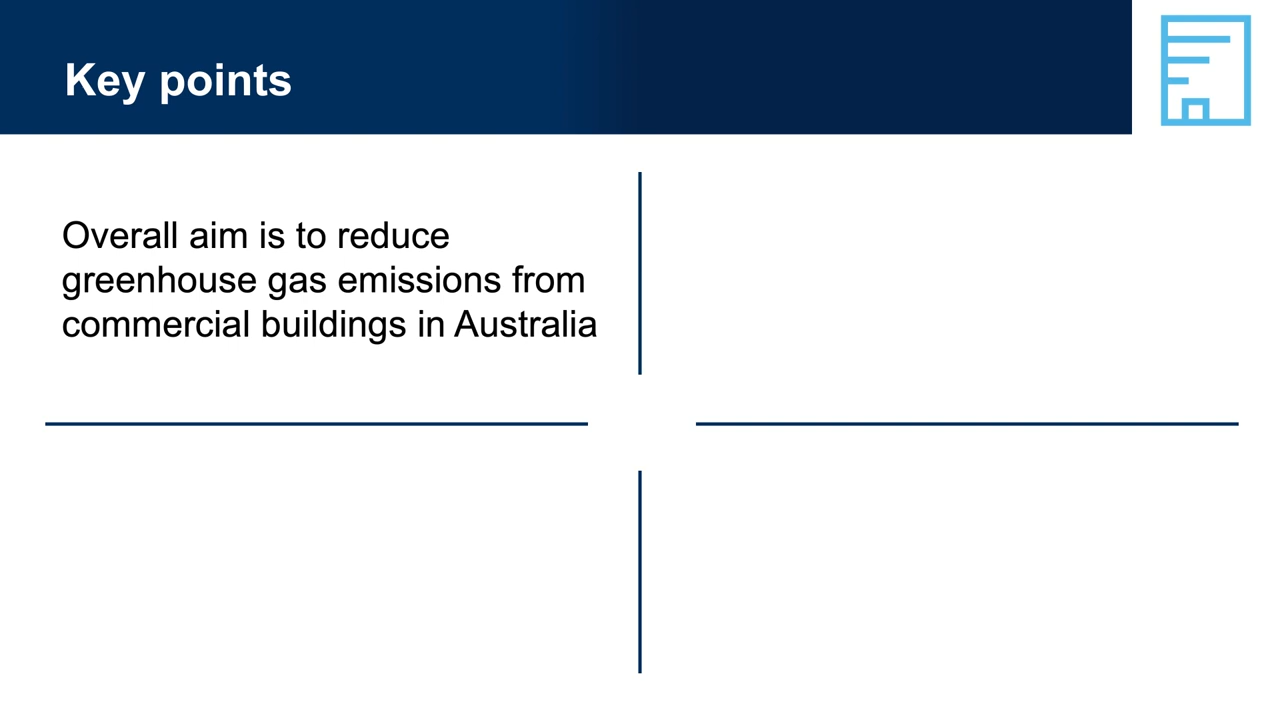 Key points
Overall aim is to reduce
greenhouse gas emissions from
commercial buildings in Australia